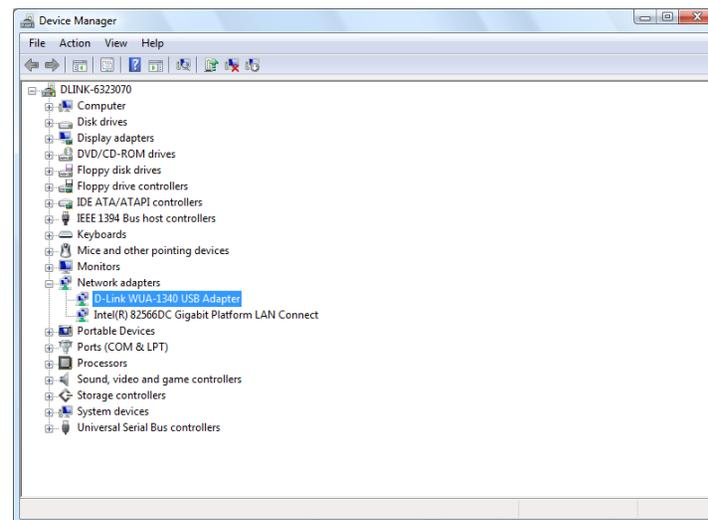 Device Manager
File Action View Help
DLINK-6323070
Computer
Disk drives
Display adapters
DVD/CD-ROM drives
Floppy disk drives
Floppy drive controllers
IDE ATA/ATAPI controllers
IEEE 1394 Bus host controllers
Keyboards
Mice and other pointing devices
Monitors
Network adapters
D-Link WUA-1340 USB Adapter
Intel(R) 82566DC Gigabit Platform LAN Connect
Portable Devices
Ports (COM & LPT)
Processors
Sound, video and game controllers
Storage controllers
System devices
Universal Serial Bus controllers